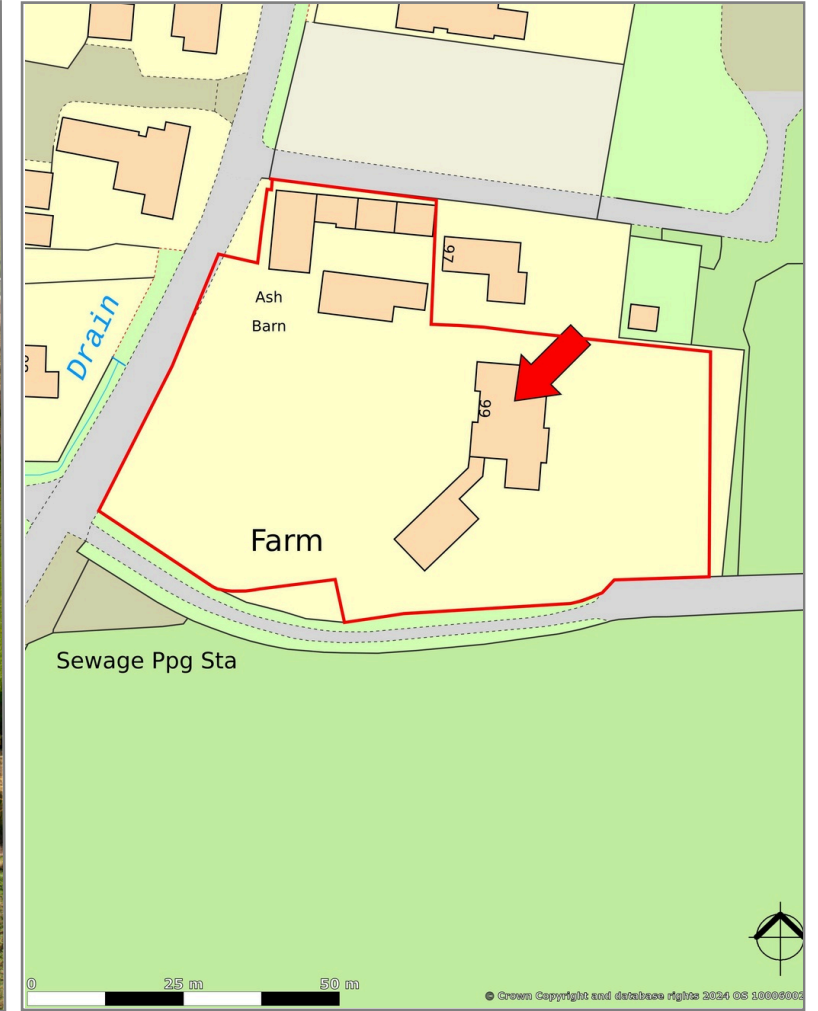 97
Ash
Barn
Drain
99
Farm
Sewage Ppg Sta
0 25 m 50 m
© Crown Copyright and database rights 2024 OS 10006002